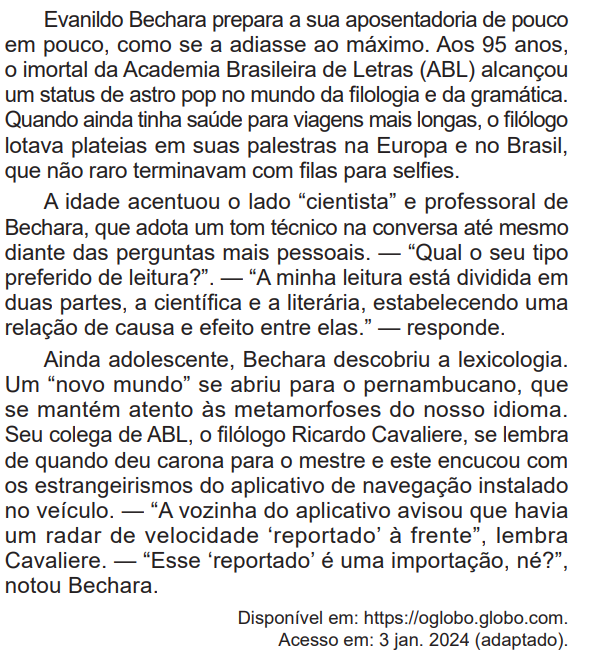 Evanildo Bechara prepara a sua aposentadoria de pouco
em pouco, como se a adiasse ao máximo. Aos 95 anos,
o imortal da Academia Brasileira de Letras (ABL) alcançou
um status de astro pop no mundo da filologia e da gramática.
Quando ainda tinha saúde para viagens mais longas, o filólogo
lotava plateias em suas palestras na Europa e no Brasil,
que não raro terminavam com filas para selfies.
A idade acentuou o lado “cientista” e professoral de
Bechara, que adota um tom técnico na conversa até mesmo
diante das perguntas mais pessoais. — “Qual o seu tipo
preferido de leitura?”. — “A minha leitura está dividida em
duas partes, a científica e a literária, estabelecendo uma
relação de causa e efeito entre elas.” — responde.
Ainda adolescente, Bechara descobriu a lexicologia.
Um “novo mundo” se abriu para o pernambucano, que
se mantém atento às metamorfoses do nosso idioma.
Seu colega de ABL, o filólogo Ricardo Cavaliere, se lembra
de quando deu carona para o mestre e este encucou com
os estrangeirismos do aplicativo de navegação instalado
no veículo. — “A vozinha do aplicativo avisou que havia
um radar de velocidade ‘reportado’ à frente”, lembra
Cavaliere. — “Esse ‘reportado’ é uma importação, né?”,
notou Bechara.
Disponível em: https://oglobo.globo.com.
Acesso em: 3 jan. 2024 (adaptado).